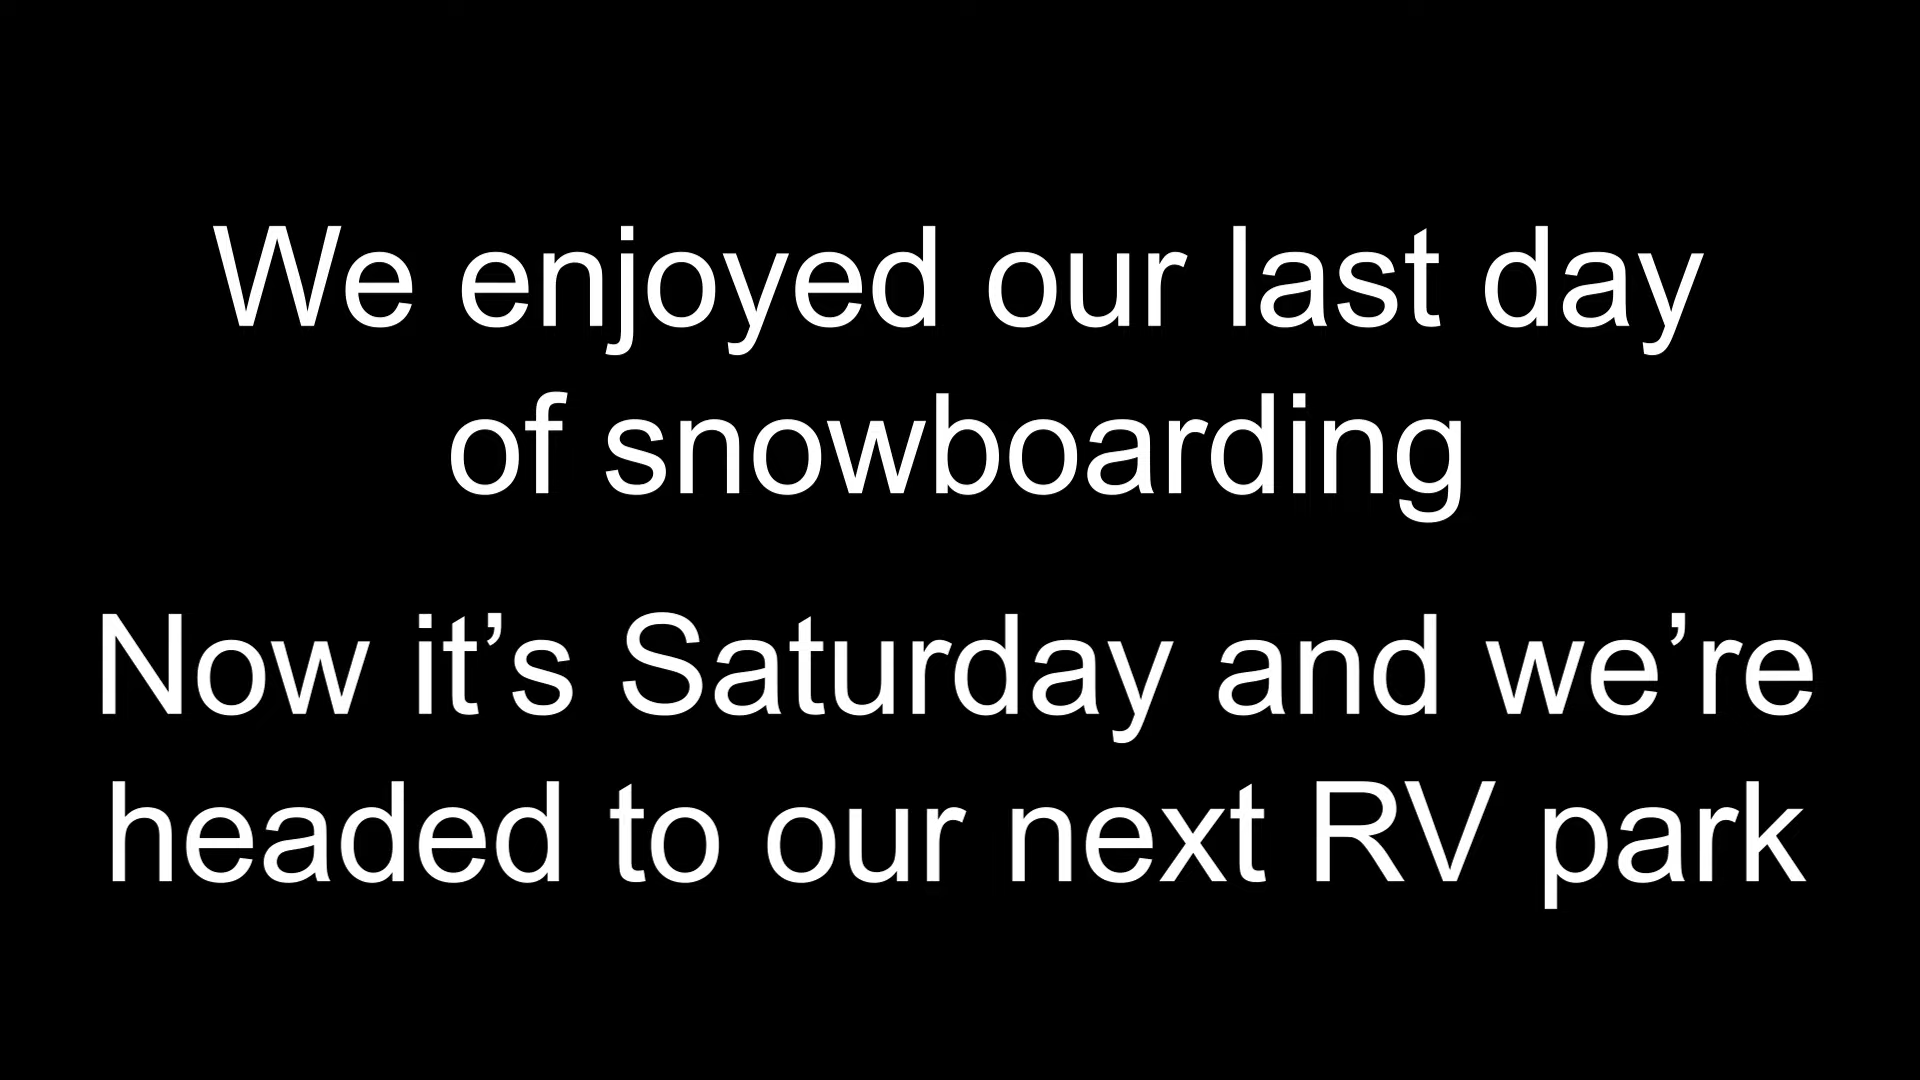 We enjoyed our last day
of snowboarding
Now it’s Saturday and we’re
headed to our next RV park